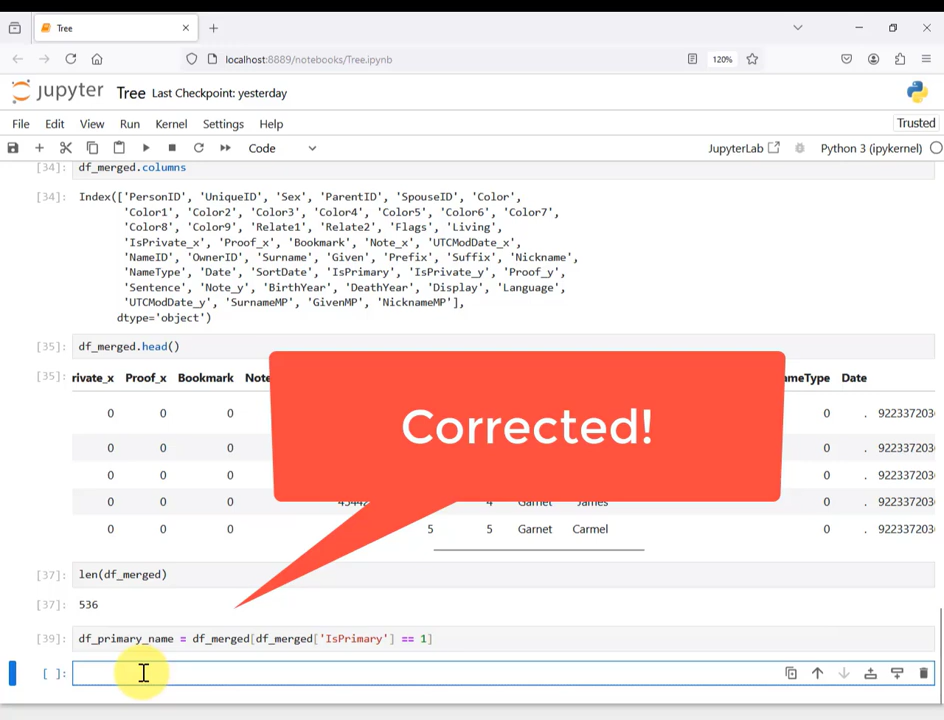 Tree
localhost:8889/notebooks/Tree.ipynb
120%
jupyter Tree Last Checkpoint: yesterday
File Edit View Run Kernel Settings Help
Trusted
Code
JupyterLab
Python 3 (ipykernel)
[34]: df_merged.columns
[34]: Index(['PersonID', 'UniqueID', 'Sex', 'ParentID', 'SpouseID', 'Color',
'Color1', 'Color2', 'Color3', 'Color4', 'Color5', 'Color6', 'Color7',
'Color8', 'Color9', 'Relate1', 'Relate2', 'Flags', 'Living',
'IsPrivate_x', 'Proof_x', 'Bookmark', 'Note_x', 'UTCModDate_x',
'NameID', 'OwnerID', 'Surname', 'Given', 'Prefix', 'Suffix', 'Nickname',
'NameType', 'Date', 'SortDate', 'IsPrimary', 'IsPrivate_y', 'Proof_y',
'Sentence', 'Note_y', 'BirthYear', 'DeathYear', 'Display', 'Language',
'UTCModDate_y', 'SurnameMP', 'GivenMP', 'NicknameMP'],
dtype='object')
[35]: df_merged.head()
[35]: rivate_x Proof_x Bookmark Note ameType Date
0 0 0 0 . 922337203
0 0 0 0 . 922337203
0 0 0 0 . 922337203
0 0 0 4 Garnet James 0 . 922337203
0 0 0 5 5 Garnet Carmel 0 . 922337203
Corrected!
[37]: len(df_merged)
[37]: 536
[39]: df_primary_name = df_merged[df_merged['IsPrimary'] == 1]
[ ]: